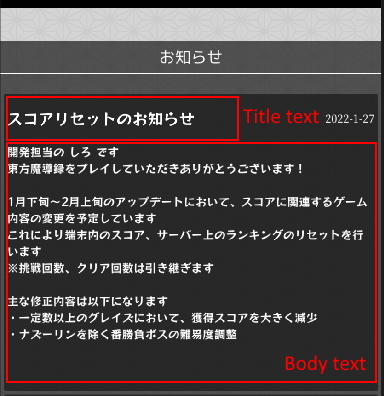 お知らせ
スコアリセットのお知らせ
Title text
2022-1-27
開発担当の しろ です
東方魔導録をプレイしていただきありがとうございます！
1月下旬～2月上旬のアップデートにおいて、スコアに関連するゲーム
内容の変更を予定しています
これにより端末内のスコア、サーバー上のランキングのリセットを行
います
※挑戦回数、クリア回数は引き継ぎます
主な修正内容は以下になります
・一定数以上のグレイズにおいて、獲得スコアを大きく減少
・ナズーリンを除く番勝負ボスの難易度調整
Body text